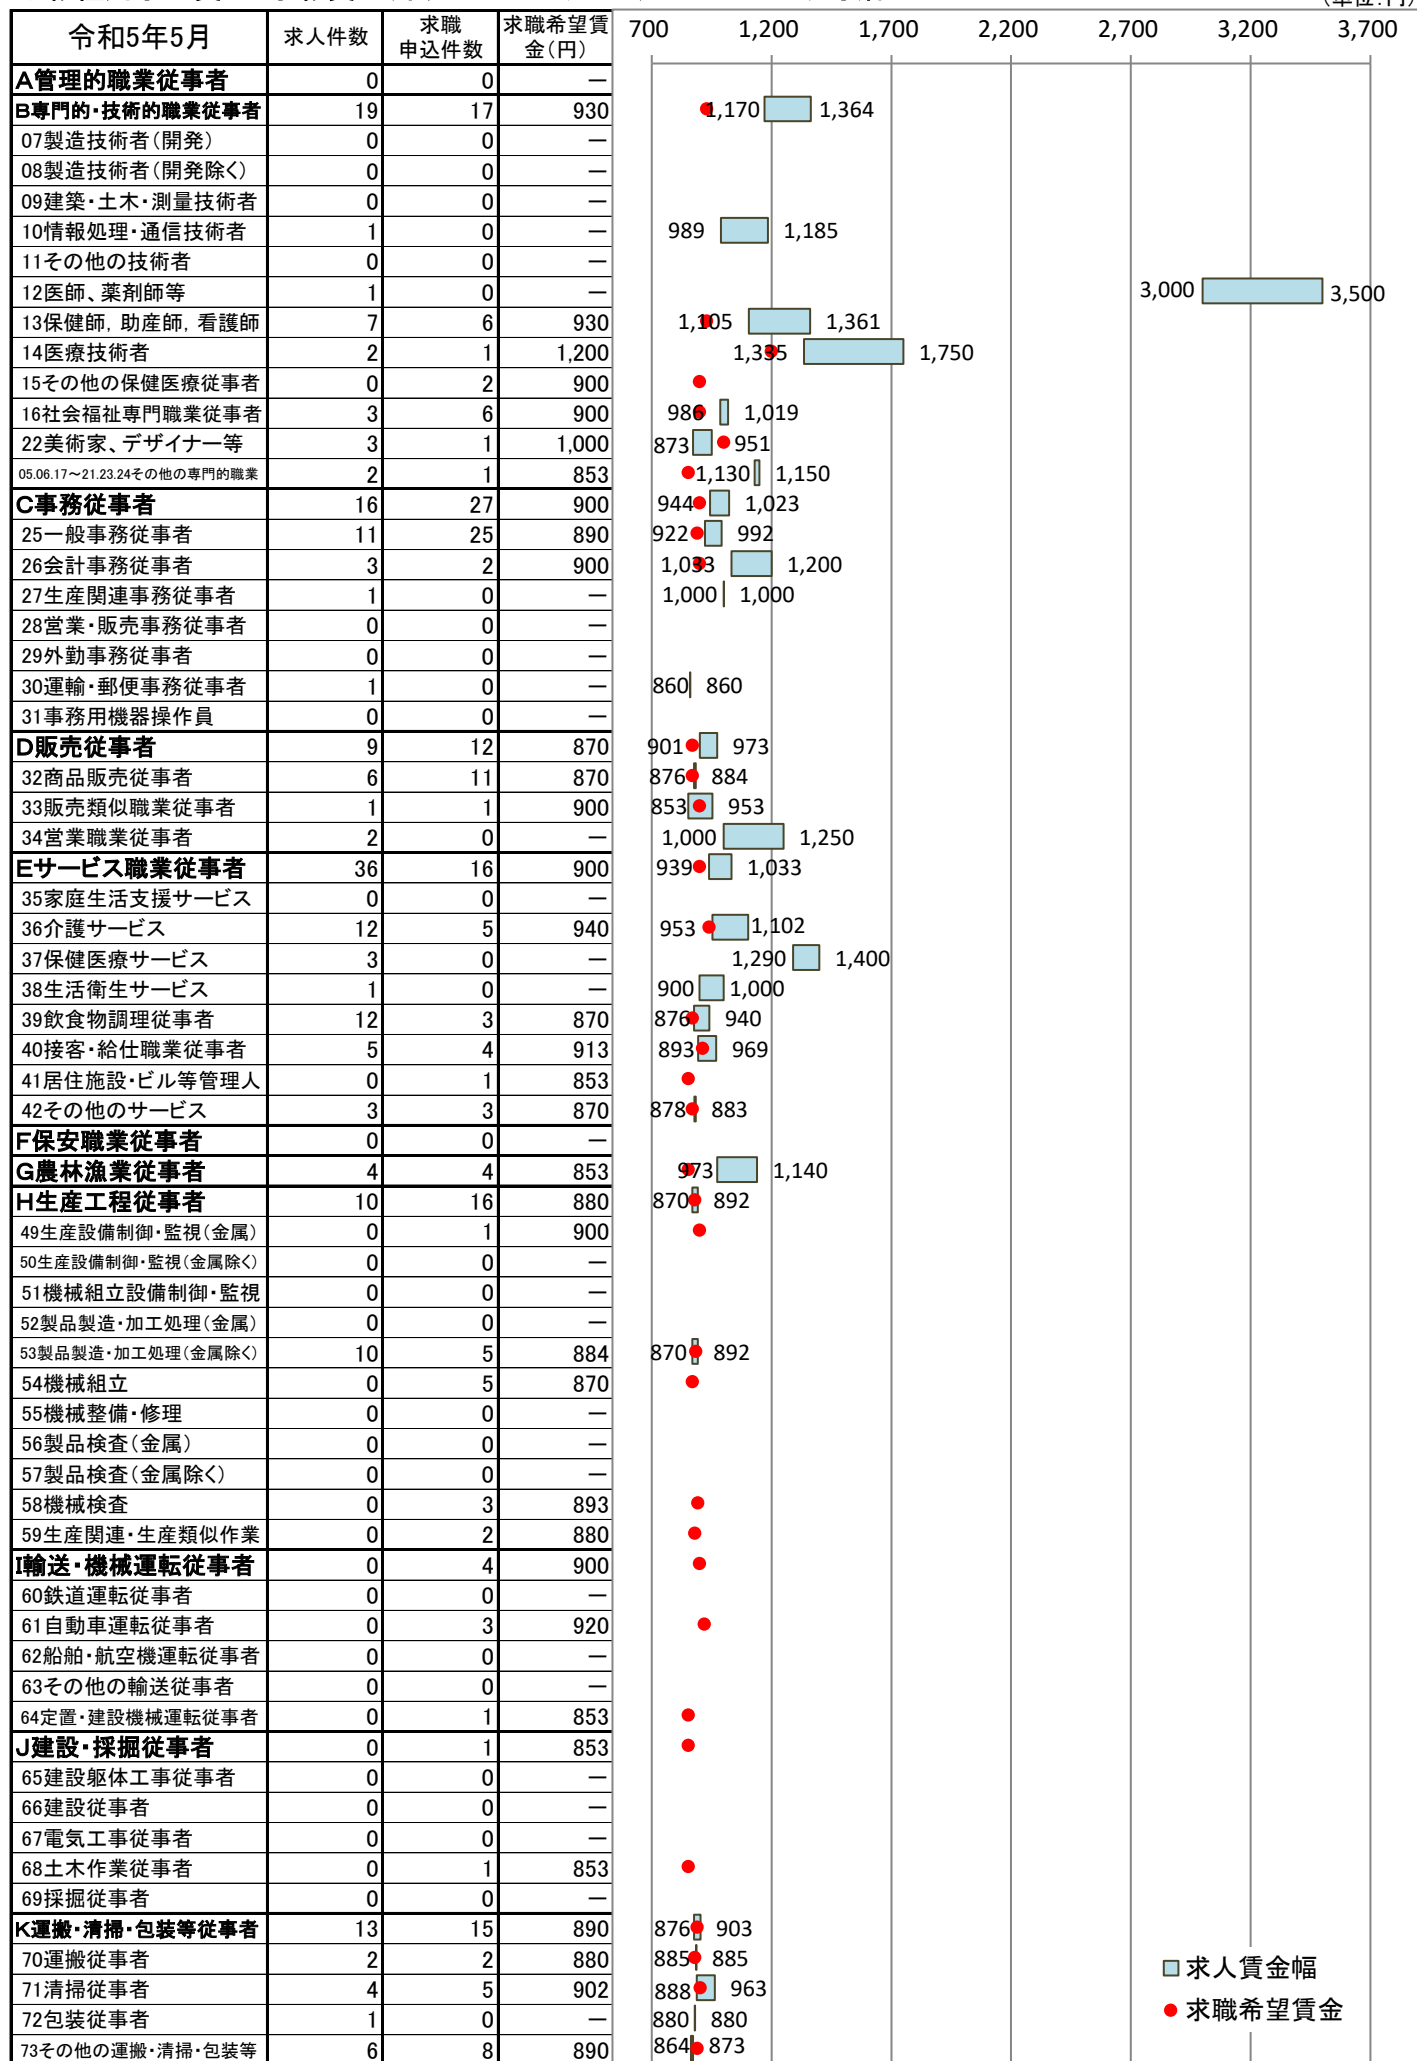 (単位:円)
令和5年5月 求人件数 求職申込件数 求職希望賃金(円) 700 1,200 1,700 2,200 2,700 3,200 3,700
A管理的職業従事者 0 0 ―
B専門的・技術的職業従事者 19 17 930 1,170 1,364
07製造技術者(開発) 0 0 ―
08製造技術者(開発除く) 0 0 ―
09建築・土木・測量技術者 0 0 ―
10情報処理・通信技術者 1 0 ― 989 1,185
11その他の技術者 0 0 ―
12医師、薬剤師等 1 0 ― 3,000 3,500
13保健師，助産師，看護師 7 6 930 1,105 1,361
14医療技術者 2 1 1,200 1,335 1,750
15その他の保健医療従事者 0 2 900
16社会福祉専門職業従事者 3 6 900 986 1,019
22美術家、デザイナー等 3 1 1,000 873 951
05.06.17～21.23.24その他の専門的職業 2 1 853 1,130 1,150
C事務従事者 16 27 900 944 1,023
25一般事務従事者 11 25 890 922 992
26会計事務従事者 3 2 900 1,033 1,200
27生産関連事務従事者 1 0 ― 1,000 1,000
28営業・販売事務従事者 0 0 ―
29外勤事務従事者 0 0 ―
30運輸・郵便事務従事者 1 0 ― 860 860
31事務用機器操作員 0 0 ―
D販売従事者 9 12 870 901 973
32商品販売従事者 6 11 870 876 884
33販売類似職業従事者 1 1 900 853 953
34営業職業従事者 2 0 ― 1,000 1,250
Eサービス職業従事者 36 16 900 939 1,033
35家庭生活支援サービス 0 0 ―
36介護サービス 12 5 940 953 1,102
37保健医療サービス 3 0 ― 1,290 1,400
38生活衛生サービス 1 0 ― 900 1,000
39飲食物調理従事者 12 3 870 876 940
40接客・給仕職業従事者 5 4 913 893 969
41居住施設・ビル等管理人 0 1 853
42その他のサービス 3 3 870 878 883
F保安職業従事者 0 0 ―
G農林漁業従事者 4 4 853 973 1,140
H生産工程従事者 10 16 880 870 892
49生産設備制御・監視(金属) 0 1 900
50生産設備制御・監視(金属除く) 0 0 ―
51機械組立設備制御・監視 0 0 ―
52製品製造・加工処理(金属) 0 0 ―
53製品製造・加工処理(金属除く) 10 5 884 870 892
54機械組立 0 5 870
55機械整備・修理 0 0 ―
56製品検査(金属) 0 0 ―
57製品検査(金属除く) 0 0 ―
58機械検査 0 3 893
59生産関連・生産類似作業 0 2 880
I輸送・機械運転従事者 0 4 900
60鉄道運転従事者 0 0 ―
61自動車運転従事者 0 3 920
62船舶・航空機運転従事者 0 0 ―
63その他の輸送従事者 0 0 ―
64定置・建設機械運転従事者 0 1 853
J建設・採掘従事者 0 1 853
65建設躯体工事従事者 0 0 ―
66建設従事者 0 0 ―
67電気工事従事者 0 0 ―
68土木作業従事者 0 1 853
69採掘従事者 0 0 ―
K運搬・清掃・包装等従事者 13 15 890 876 903
70運搬従事者 2 2 880 885 885
71清掃従事者 4 5 902 888 963
72包装従事者 1 0 ― 880 880
73その他の運搬・清掃・包装等 6 8 890 864 873
求人賃金幅
求職希望賃金